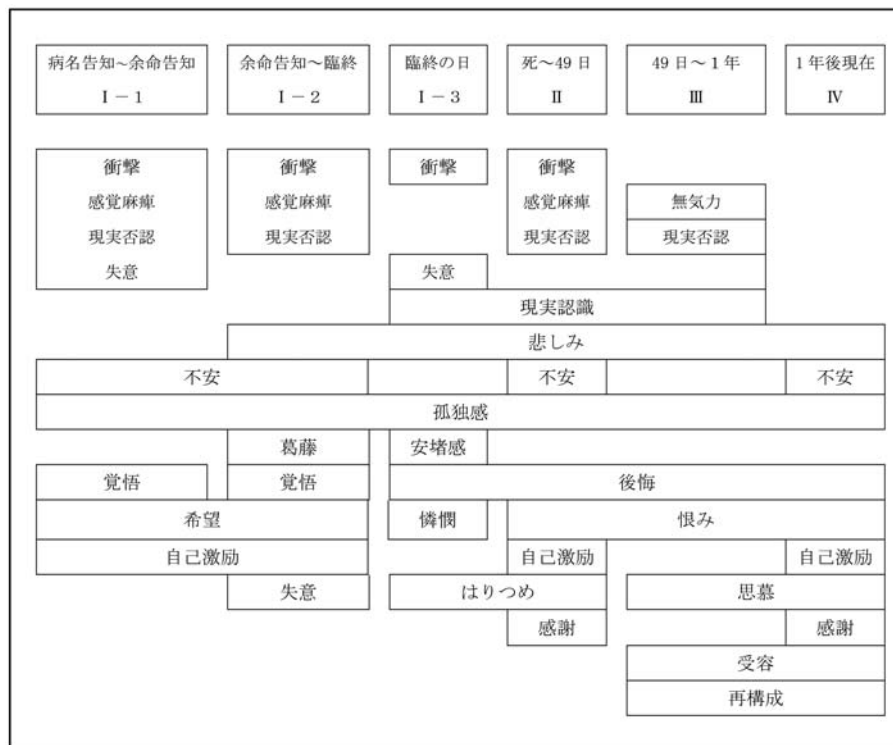 病名告知~余命告知 余命告知～臨終 臨終の日 死～49日 49日～1年 1年後現在
Ⅰ－1 Ⅰ－2 Ⅰ－3 Ⅱ Ⅲ Ⅳ
衝撃 衝撃 衝撃 衝撃
感覚麻痺 感覚麻痺 感覚麻痺 無気力
現実否認 現実否認 現実否認 現実否認
失意 失意
現実認識
悲しみ
不安 不安 不安
孤独感
葛藤 安堵感
覚悟 覚悟 後悔
希望 憐憫 恨み
自己激励 自己激励 自己激励
失意 はりつめ 思慕
感謝 感謝
受容
再構成